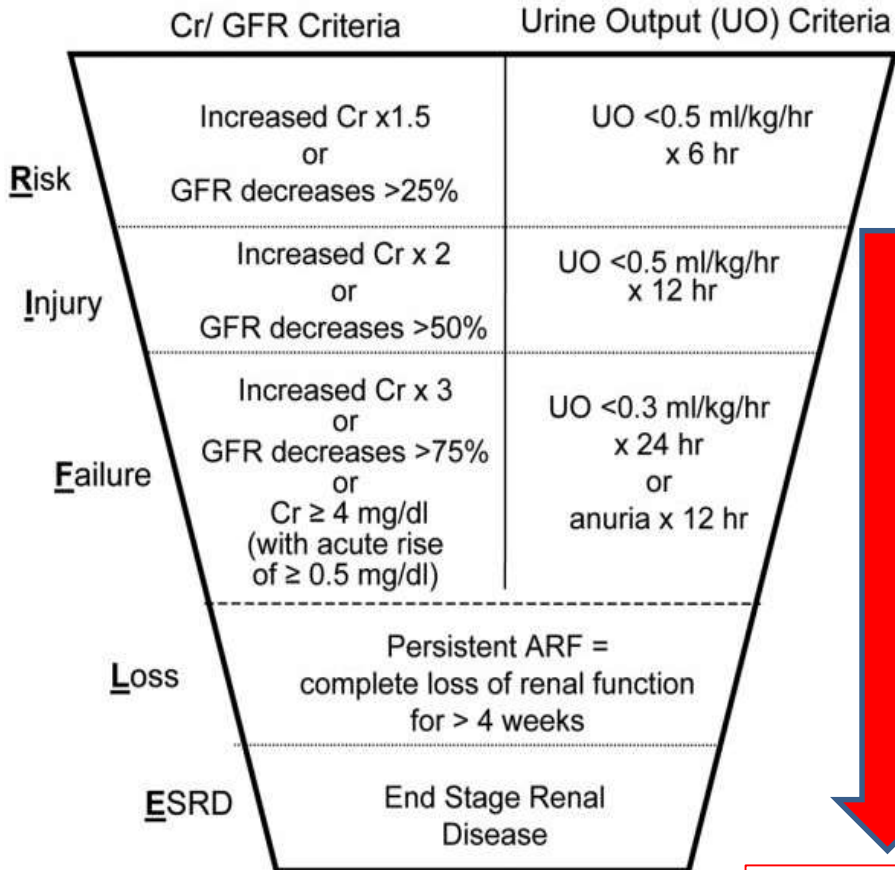 Cr/ GFR Criteria
Urine Output (UO) Criteria
Risk
Increased Cr x1.5
or
GFR decreases >25%
UO <0.5 ml/kg/hr
x 6 hr
Injury
Increased Cr x 2
or
GFR decreases >50%
UO <0.5 ml/kg/hr
x 12 hr
Failure
Increased Cr x 3
or
GFR decreases >75%
or
Cr ≥ 4 mg/dl
(with acute rise
of ≥ 0.5 mg/dl)
UO <0.3 ml/kg/hr
x 24 hr
or
anuria x 12 hr
Loss
Persistent ARF =
complete loss of renal function
for > 4 weeks
ESRD
End Stage Renal
Disease